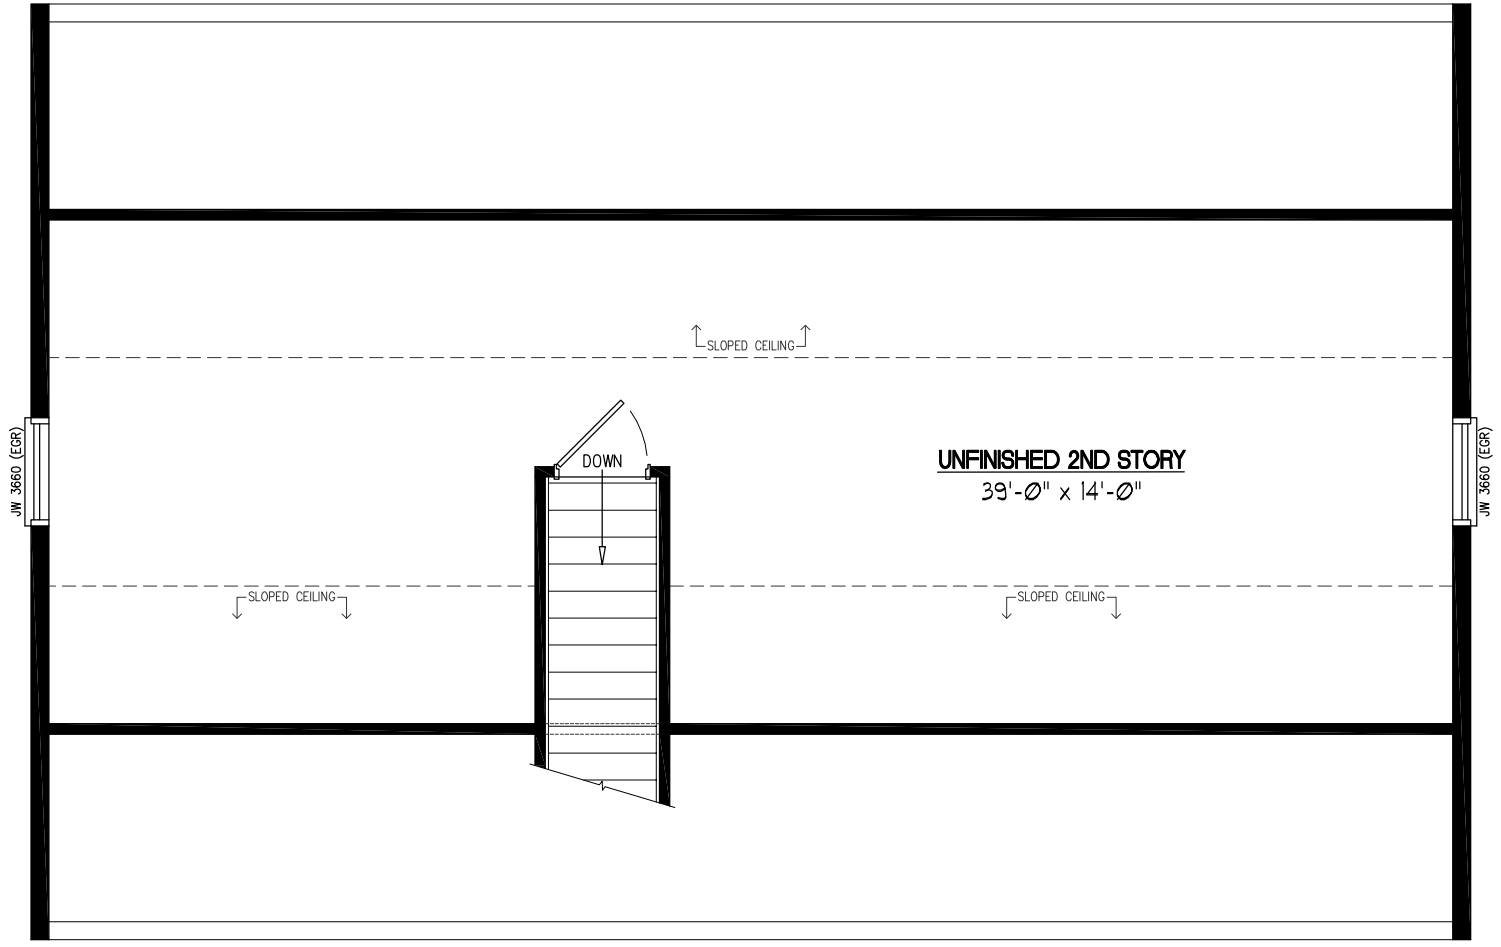 SLOPED CEILING
JW 3660 (EGR)
DOWN
UNFINISHED 2ND STORY
39'-0" x 14'-0"
JW 3660 (EGR)
SLOPED CEILING
SLOPED CEILING